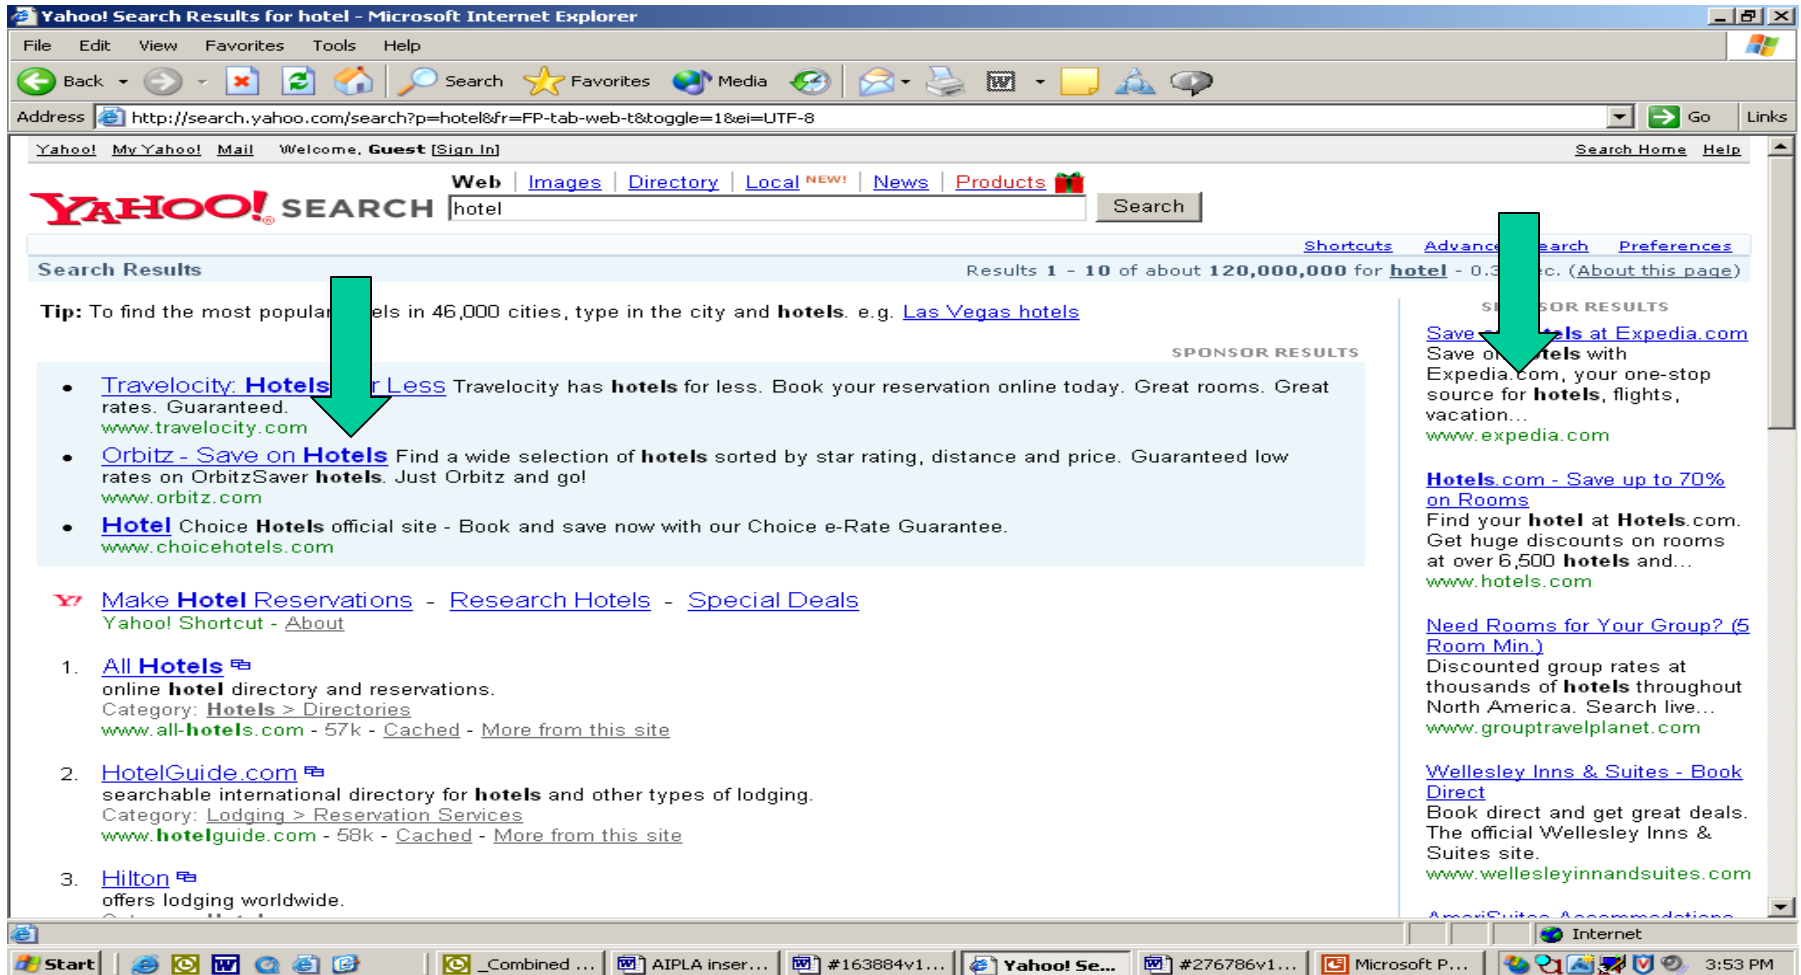 Yahoo! Search Results for hotel - Microsoft Internet Explorer
File Edit View Favorites Tools Help
Back Search Favorites Media
Address http://search.yahoo.com/search?p=hotel&fr=FP-tab-web-t&toggle=1&ei=UTF-8 Go Links
Yahoo! My Yahoo! Mail Welcome, Guest [Sign In] Search Home Help
Web | Images | Directory | Local NEW! | News | Products
YAHOO! SEARCH hotel Search
Shortcuts Advanced Search Preferences
Search Results Results 1 - 10 of about 120,000,000 for hotel - 0.3 (About this page)
Tip: To find the most popular in 46,000 cities, type in the city and hotels. e.g. Las Vegas hotels
SPONSOR RESULTS
Travelocity: Hotels Less Travelocity has hotels for less. Book your reservation online today. Great rooms. Great
rates. Guaranteed.
www.travelocity.com
Orbitz - Save on Hotels Find a wide selection of hotels sorted by star rating, distance and price. Guaranteed low
rates on OrbitzSaver hotels. Just Orbitz and go!
www.orbitz.com
Hotel Choice Hotels official site - Book and save now with our Choice e-Rate Guarantee.
www.choicehotels.com
Y! Make Hotel Reservations - Research Hotels - Special Deals
Yahoo! Shortcut - About
1. All Hotels
online hotel directory and reservations.
Category: Hotels > Directories
www.all-hotels.com - 57k - Cached - More from this site
2. HotelGuide.com
searchable international directory for hotels and other types of lodging.
Category: Lodging > Reservation Services
www.hotelguide.com - 58k - Cached - More from this site
3. Hilton
offers lodging worldwide.
SPONSOR RESULTS
Save on Hotels at Expedia.com
Save on hotels with
Expedia.com, your one-stop
source for hotels, flights,
vacation...
www.expedia.com
Hotels.com - Save up to 70%
on Rooms
Find your hotel at Hotels.com.
Get huge discounts on rooms
at over 6,500 hotels and...
www.hotels.com
Need Rooms for Your Group? (5
Room Min.)
Discounted group rates at
thousands of hotels throughout
North America. Search live...
www.grouptravelplanet.com
Wellesley Inns & Suites - Book
Direct
Book direct and get great deals.
The official Wellesley Inns &
Suites site.
www.wellesleyinnandsuites.com
AmeriSuites Accommodations
Internet
Start _Combined ... AIPLA inser... #163884v1... Yahoo! Se... #276786v1... Microsoft P... 3:53 PM